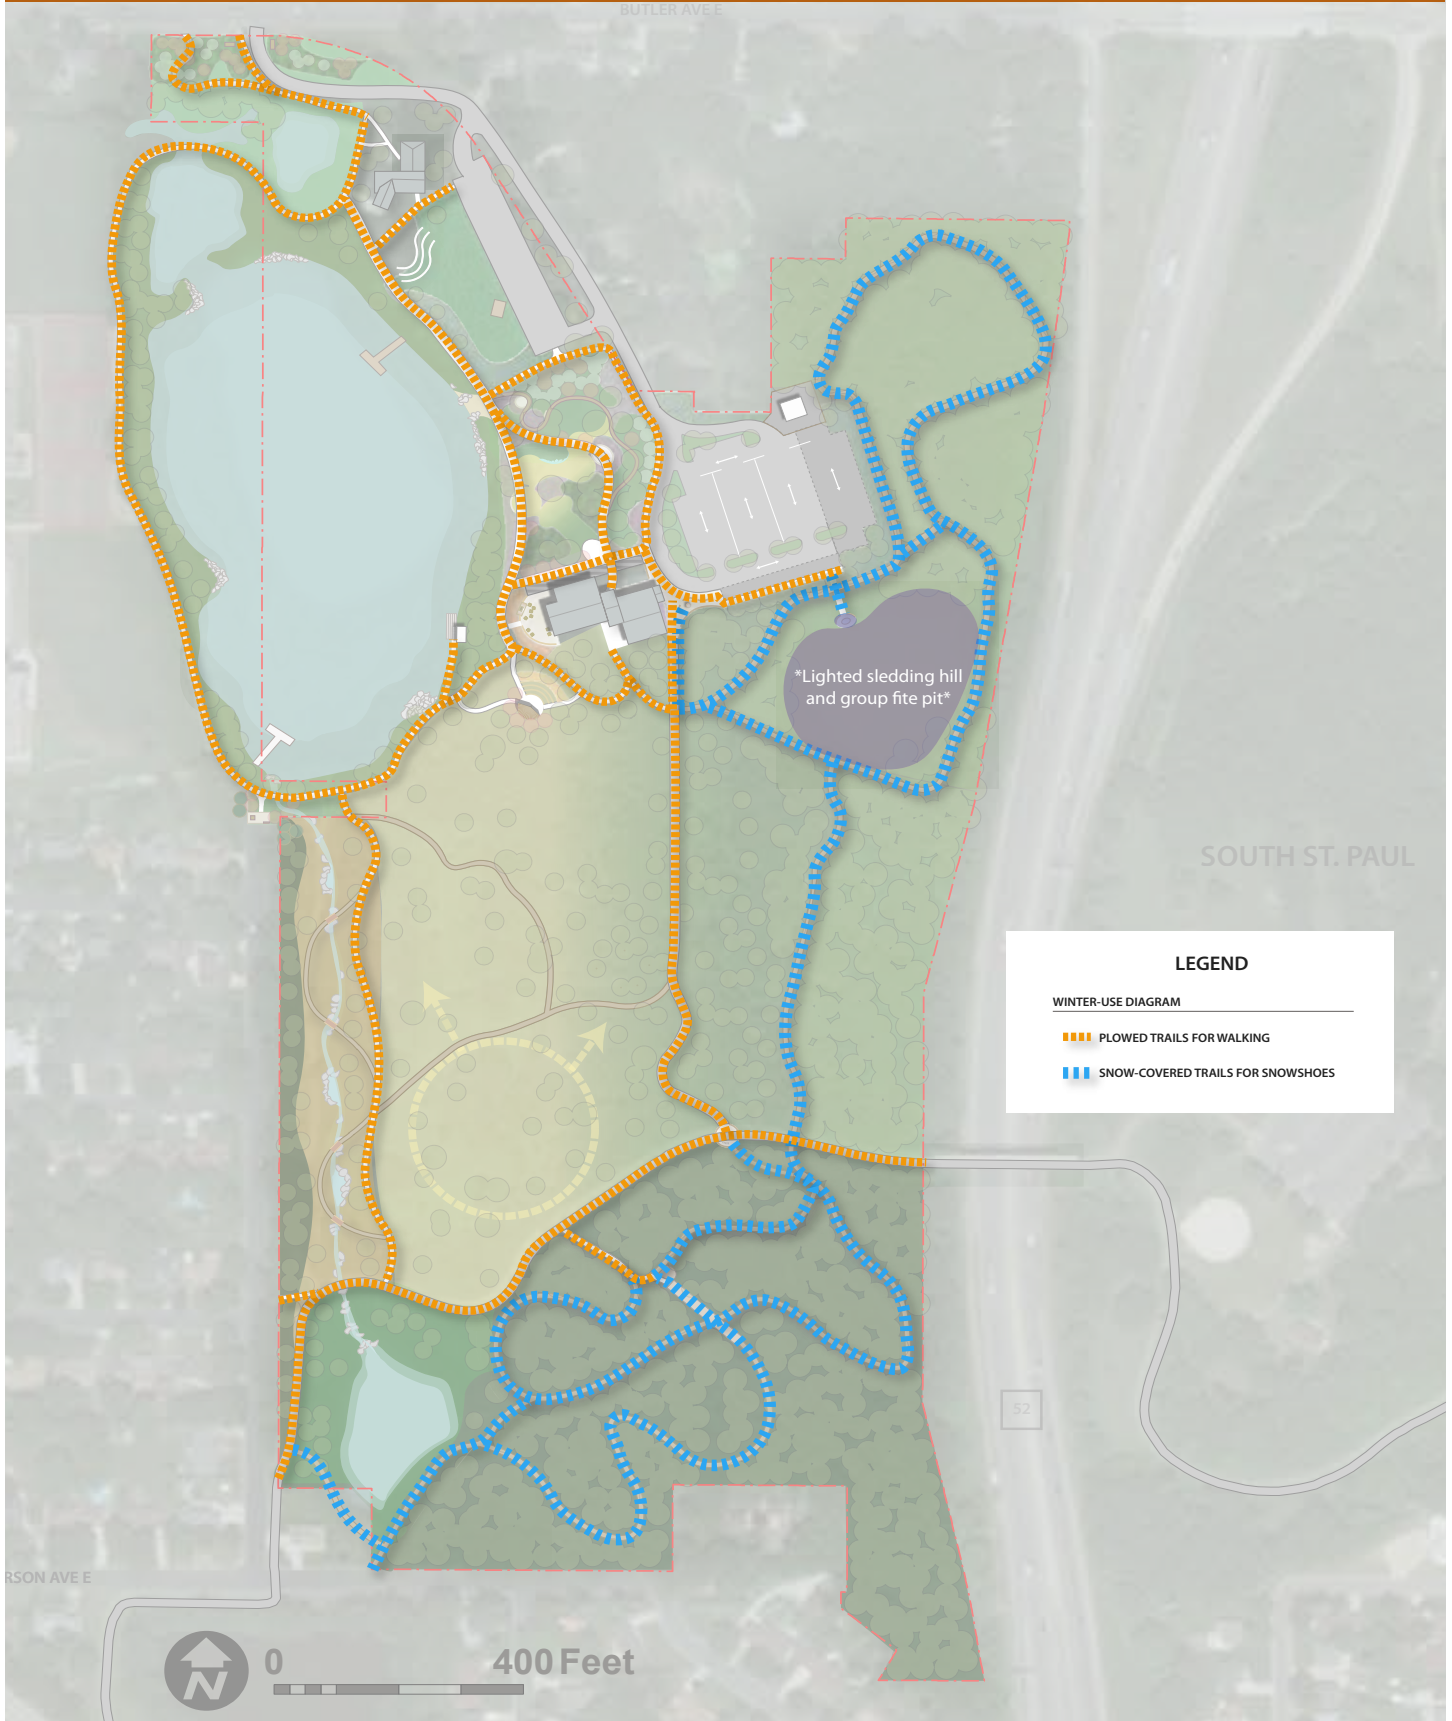 BUTLER AVE E
*Lighted sledding hill
and group fite pit*
SOUTH ST. PAUL
LEGEND
WINTER-USE DIAGRAM
PLOWED TRAILS FOR WALKING
SNOW-COVERED TRAILS FOR SNOWSHOES
52
RSON AVE E
N
0 400 Feet